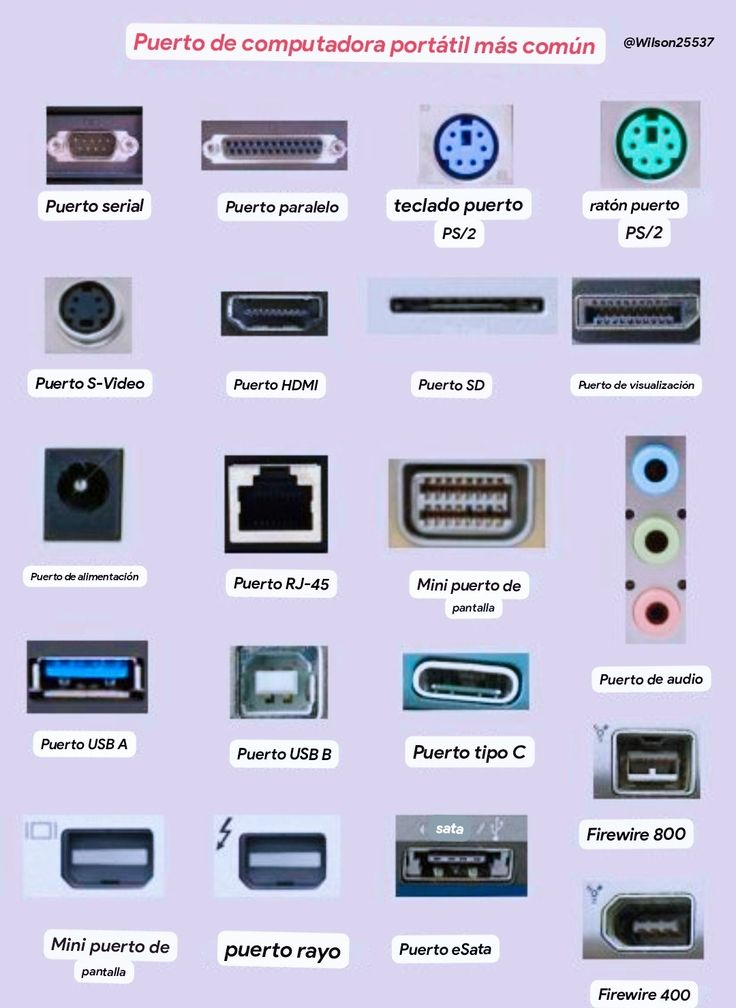 Puerto de computadora portátil más común
@Wilson25537
Puerto serial
Puerto paralelo
teclado puerto
PS/2
ratón puerto
PS/2
Puerto S-Video
Puerto HDMI
Puerto SD
Puerto de visualización
Puerto de alimentación
Puerto RJ-45
Mini puerto de
pantalla
Puerto de audio
Puerto USB A
Puerto USB B
Puerto tipo C
Firewire 800
sata
Mini puerto de
pantalla
puerto rayo
Puerto eSata
Firewire 400